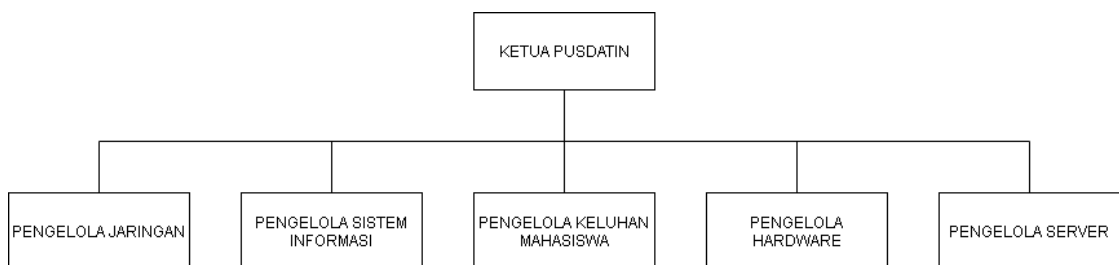 KETUA PUSDATIN
PENGELOLA JARINGAN
PENGELOLA SISTEM
INFORMASI
PENGELOLA KELUHAN
MAHASISWA
PENGELOLA
HARDWARE
PENGELOLA SERVER